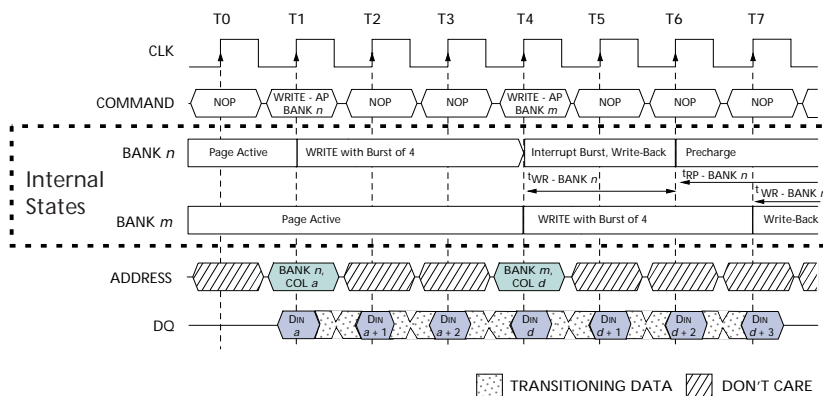 T0 T1 T2 T3 T4 T5 T6 T7
CLK
COMMAND NOP WRITE - AP BANK n NOP NOP WRITE - AP BANK m NOP NOP NOP
BANK n Page Active WRITE with Burst of 4 Interrupt Burst, Write-Back Precharge
tWR - BANK n tRP - BANK n
Internal States
tWR - BANK
BANK m Page Active WRITE with Burst of 4 Write-Back
ADDRESS BANK n, COL a BANK m, COL d
DQ DIN a DIN a + 1 DIN a + 2 DIN d DIN d + 1 DIN d + 2 DIN d + 3
TRANSITIONING DATA DON'T CARE